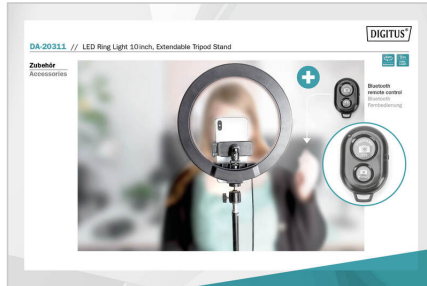 DIGITUS®
DA-20311 // LED Ring Light 10 inch, Extendable Tripod Stand
Zubehör
Accessories
Bluetooth
remote control
Bluetooth
Fernbedienung